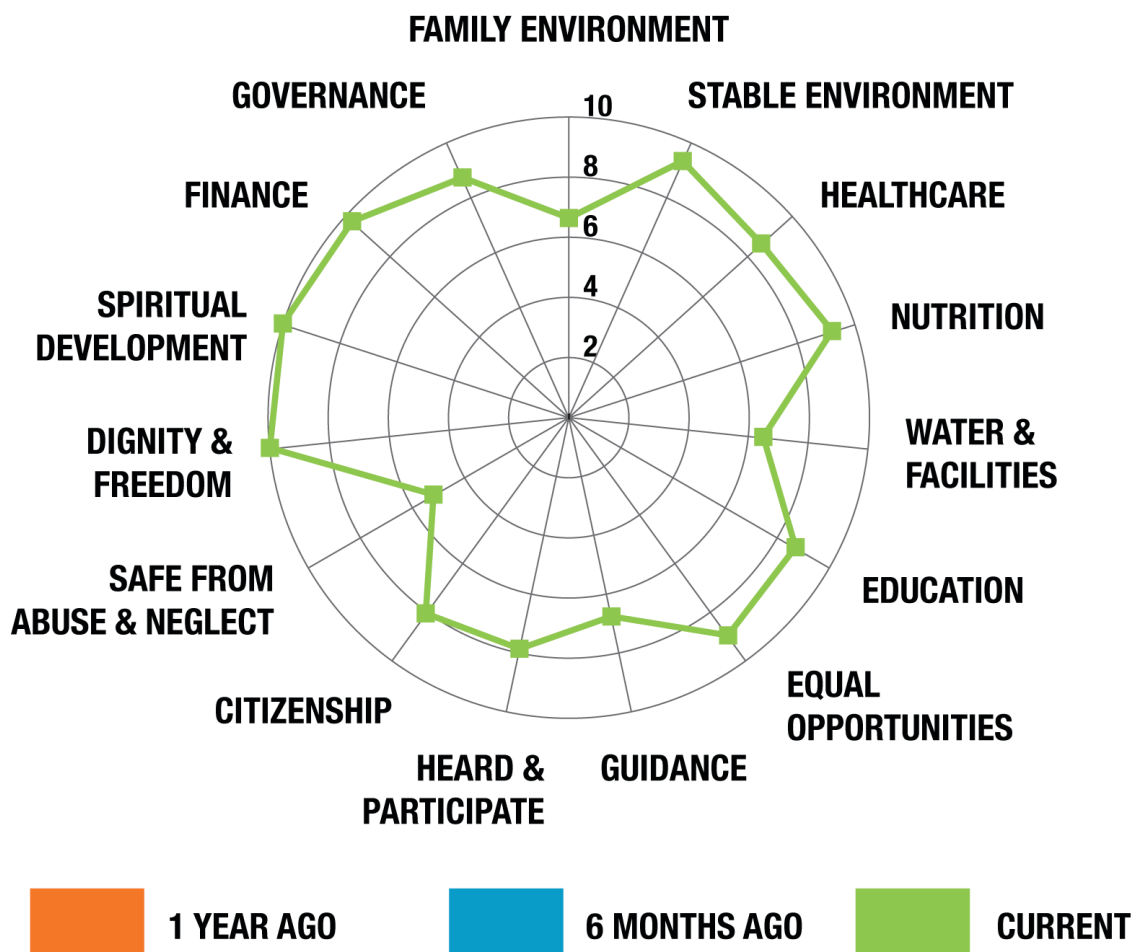 FAMILY ENVIRONMENT
GOVERNANCE
STABLE ENVIRONMENT
10
8
6
4
2
FINANCE
HEALTHCARE
SPIRITUAL
DEVELOPMENT
NUTRITION
DIGNITY &
FREEDOM
WATER &
FACILITIES
SAFE FROM
ABUSE & NEGLECT
EDUCATION
CITIZENSHIP
EQUAL
OPPORTUNITIES
HEARD &
PARTICIPATE
GUIDANCE
1 YEAR AGO
6 MONTHS AGO
CURRENT